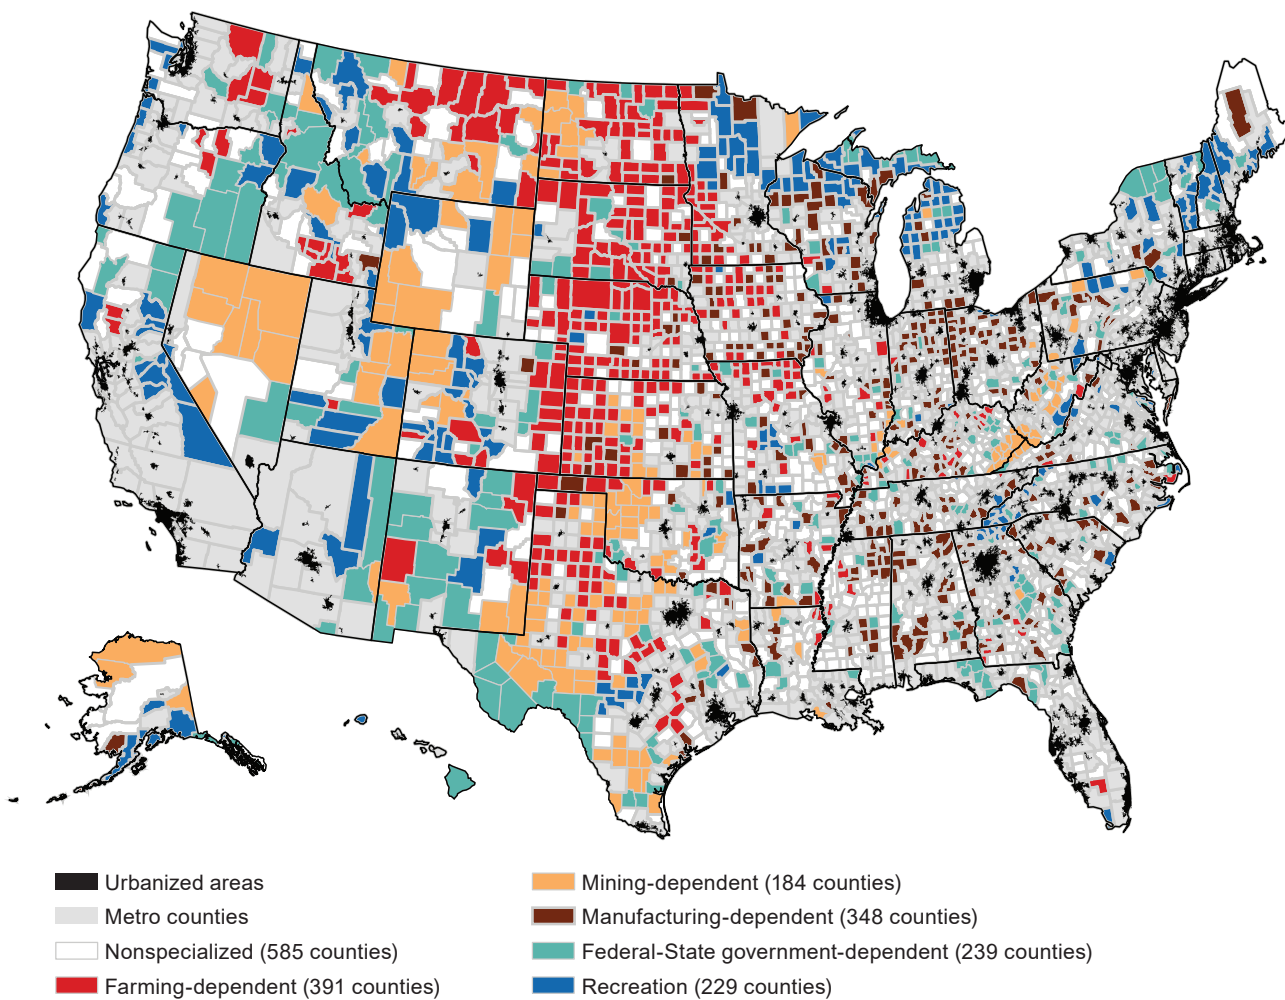 Urbanized areas
Metro counties
Nonspecialized (585 counties)
Farming-dependent (391 counties)
Mining-dependent (184 counties)
Manufacturing-dependent (348 counties)
Federal-State government-dependent (239 counties)
Recreation (229 counties)